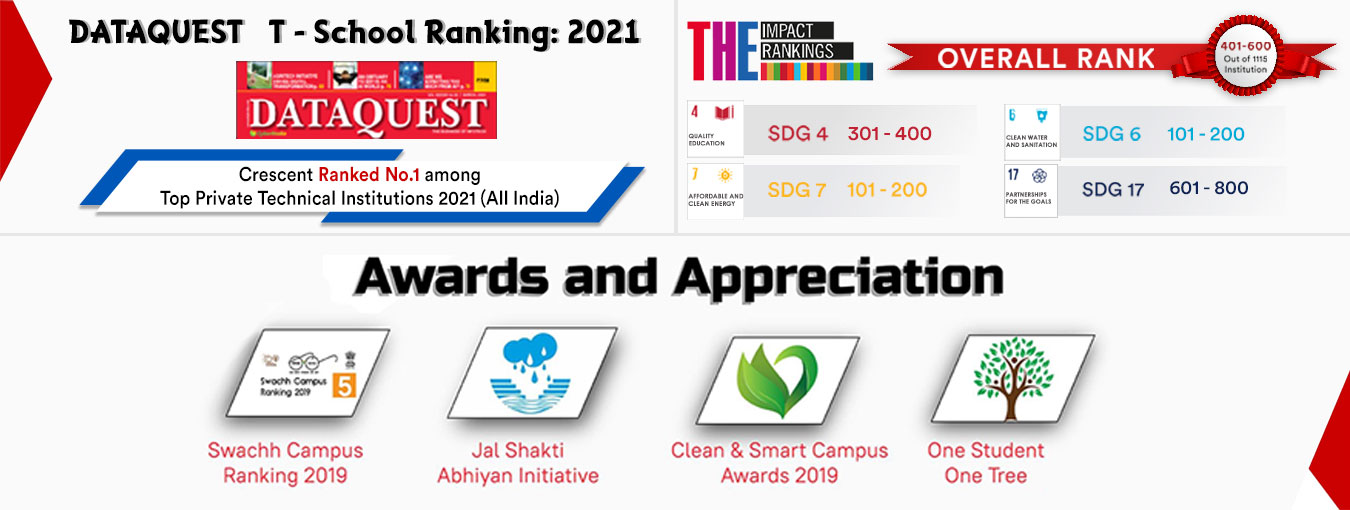 DATAQUEST T - School Ranking: 2021
DATAQUEST
Crescent Ranked No.1 among
Top Private Technical Institutions 2021 (All India)
THE IMPACT
RANKINGS
OVERALL RANK
401-600
Out of 1115
Institution
4
QUALITY
EDUCATION
SDG 4 301 - 400
6
CLEAN WATER
AND SANITATION
SDG 6 101 - 200
7
AFFORDABLE AND
CLEAN ENERGY
SDG 7 101 - 200
17
PARTNERSHIPS
FOR THE GOALS
SDG 17 601 - 800
Awards and Appreciation
Swachh Campus
Ranking 2019
5
Swachh Campus
Ranking 2019
Jal Shakti
Abhiyan Initiative
Clean & Smart Campus
Awards 2019
One Student
One Tree